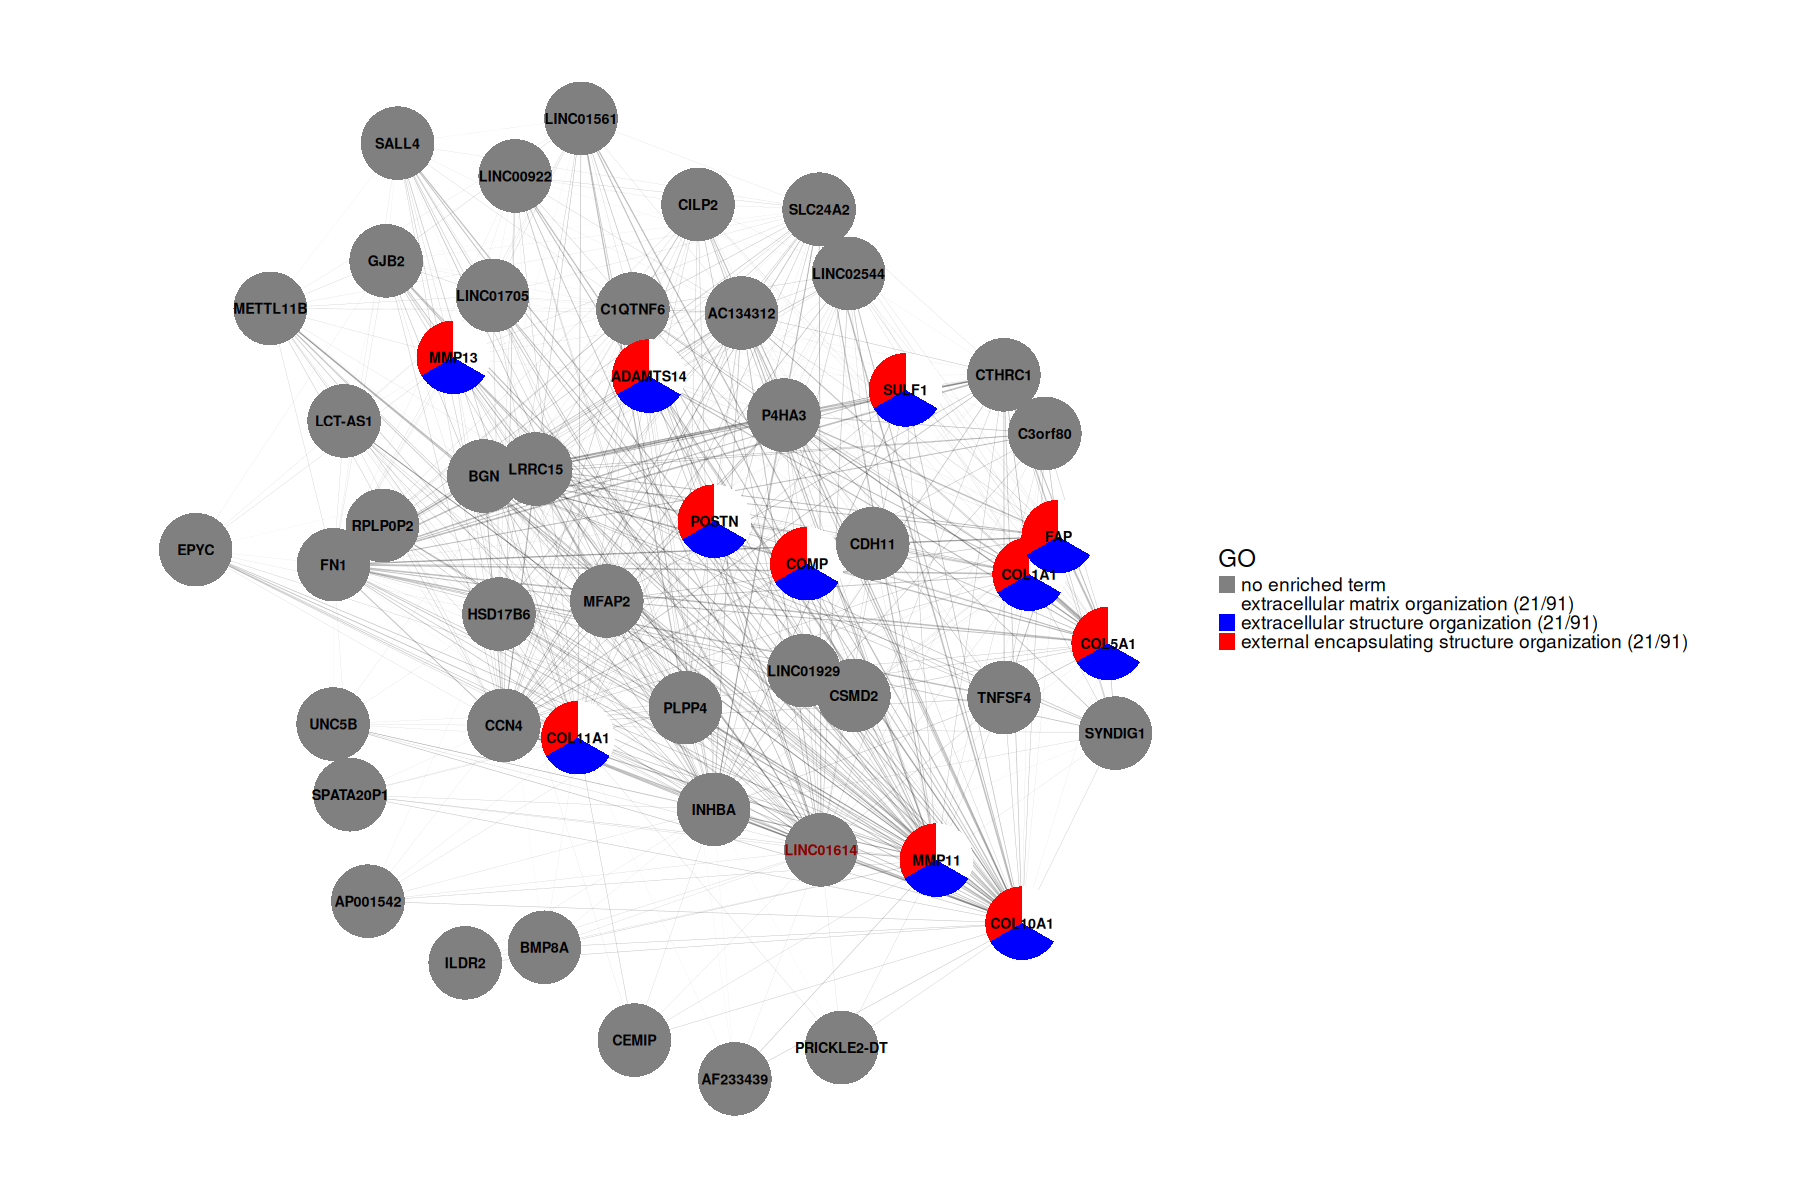 LINC01561
SALL4
LINC00922
CILP2
SLC24A2
GJB2
LINC02544
LINC01705
METTL11B
C1QTNF6
AC134312
MMP13
ADAMTS14
SULF1
CTHRC1
P4HA3
LCT-AS1
C3orf80
BGN
LRRC15
POSTN
RPLP0P2
FAP
CDH11
EPYC
FN1
COMP
COL1A1
MFAP2
HSD17B6
COL5A1
LINC01929
CSMD2
TNFSF4
PLPP4
UNC5B
CCN4
SYNDIG1
COL11A1
SPATA20P1
INHBA
LINC01614
MMP11
AP001542
COL10A1
BMP8A
ILDR2
CEMIP
PRICKLE2-DT
AF233439
GO
no enriched term
extracellular matrix organization (21/91)
extracellular structure organization (21/91)
external encapsulating structure organization (21/91)